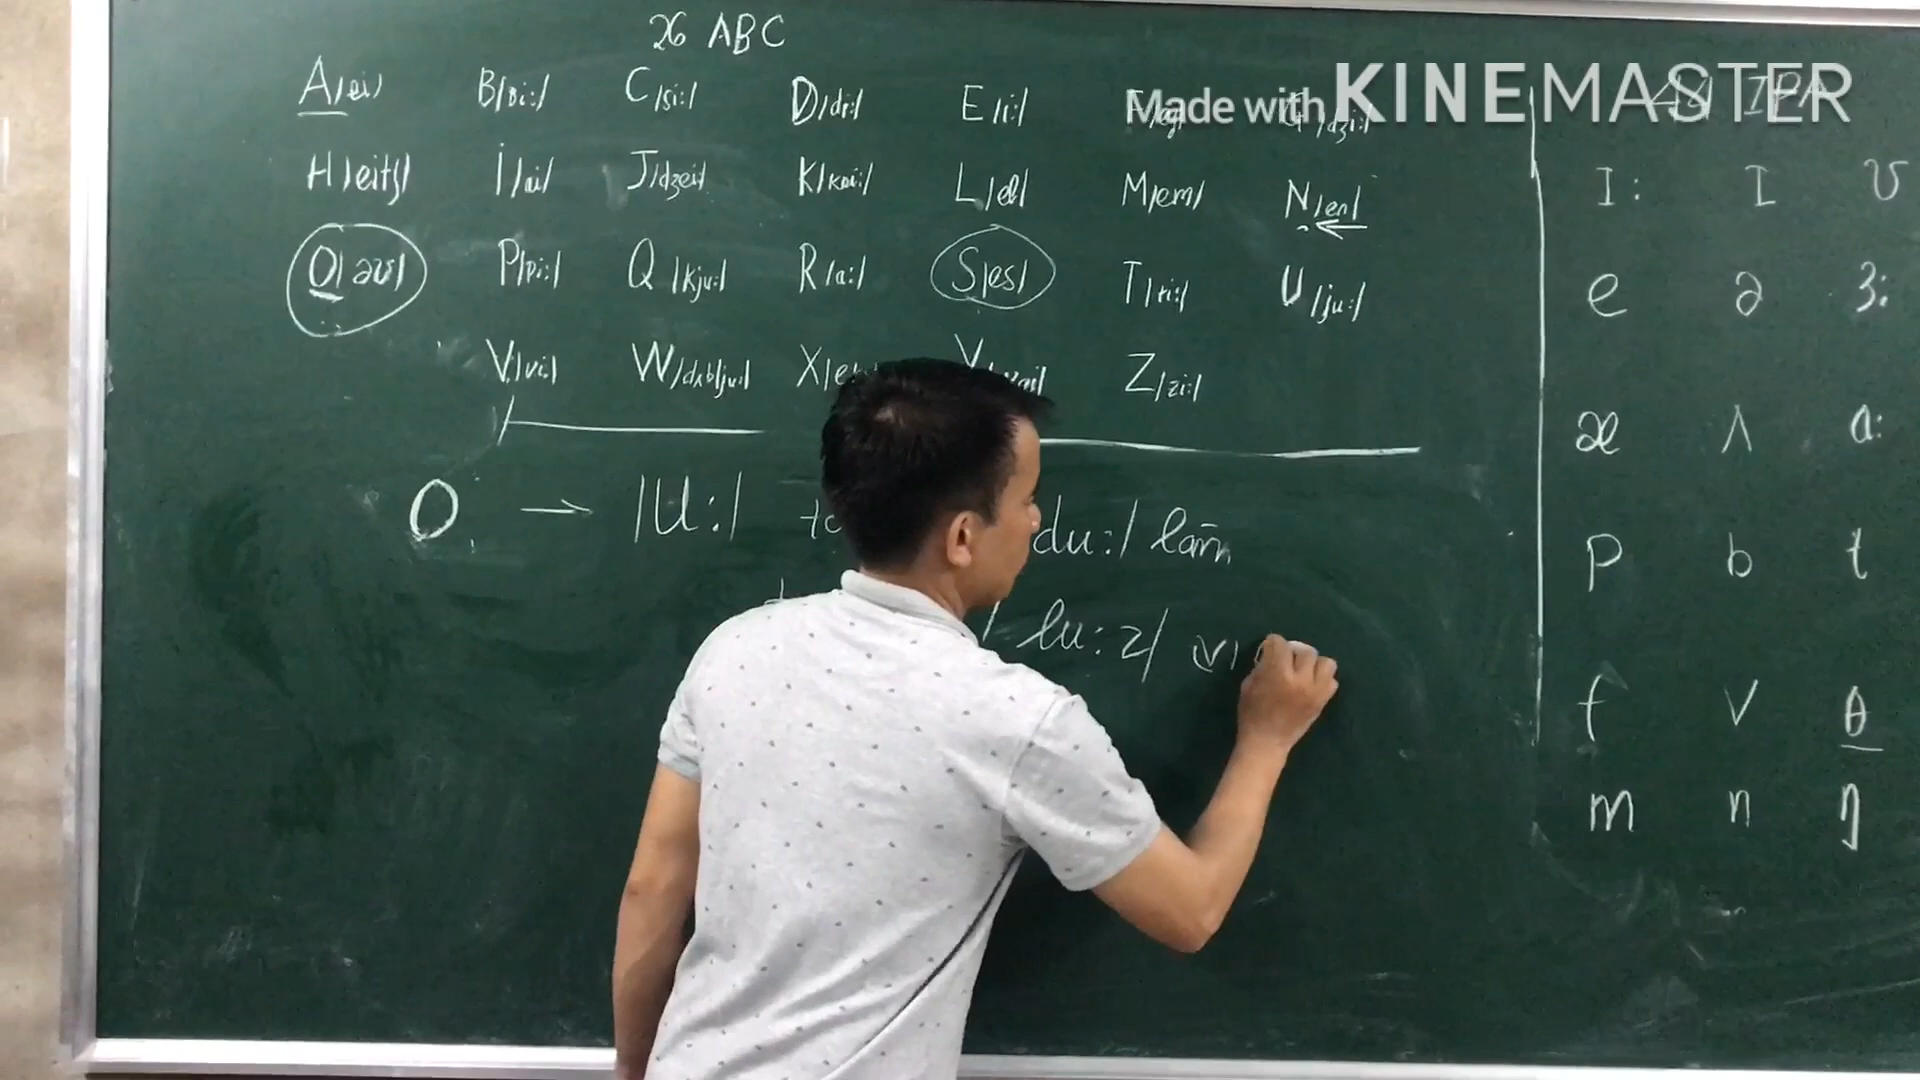 26 ABC
Made with KINEMASTER
A/ei/ B/bi:/ C/si:/ D/di:/ E/i:/
H/eitʃ/ I/ai/ J/dʒei/ K/kei:/ L/el/ M/em/ N/en/
O/əʊ/ P/pi:/ Q/kju:/ R/a:/ S/es/ T/ti:/ U/ju:/
V/vi:/ W/dʌblju:/ Z/zi:/
O → /u:/ du:/ làm
/lu:z/
IPA
I: I ʊ
e ə ɜ:
æ ʌ a:
p b t
f v θ
m n ŋ